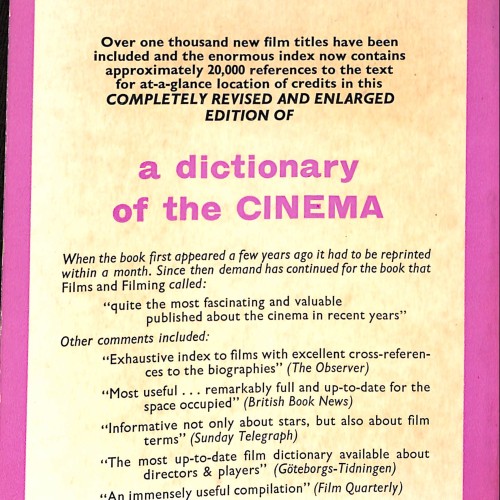 Over one thousand new film titles have been
included and the enormous index now contains
approximately 20,000 references to the text
for at-a-glance location of credits in this
COMPLETELY REVISED AND ENLARGED
EDITION OF
a dictionary
of the CINEMA
When the book first appeared a few years ago it had to be reprinted
within a month. Since then demand has continued for the book that
Films and Filming called:
“quite the most fascinating and valuable
published about the cinema in recent years”
Other comments included:
“Exhaustive index to films with excellent cross-referen-
ces to the biographies” (The Observer)
“Most useful . . . remarkably full and up-to-date for the
space occupied” (British Book News)
“Informative not only about stars, but also about film
terms” (Sunday Telegraph)
“The most up-to-date film dictionary available about
directors & players” (Göteborgs-Tidningen)
“An immensely useful compilation” (Film Quarterly)